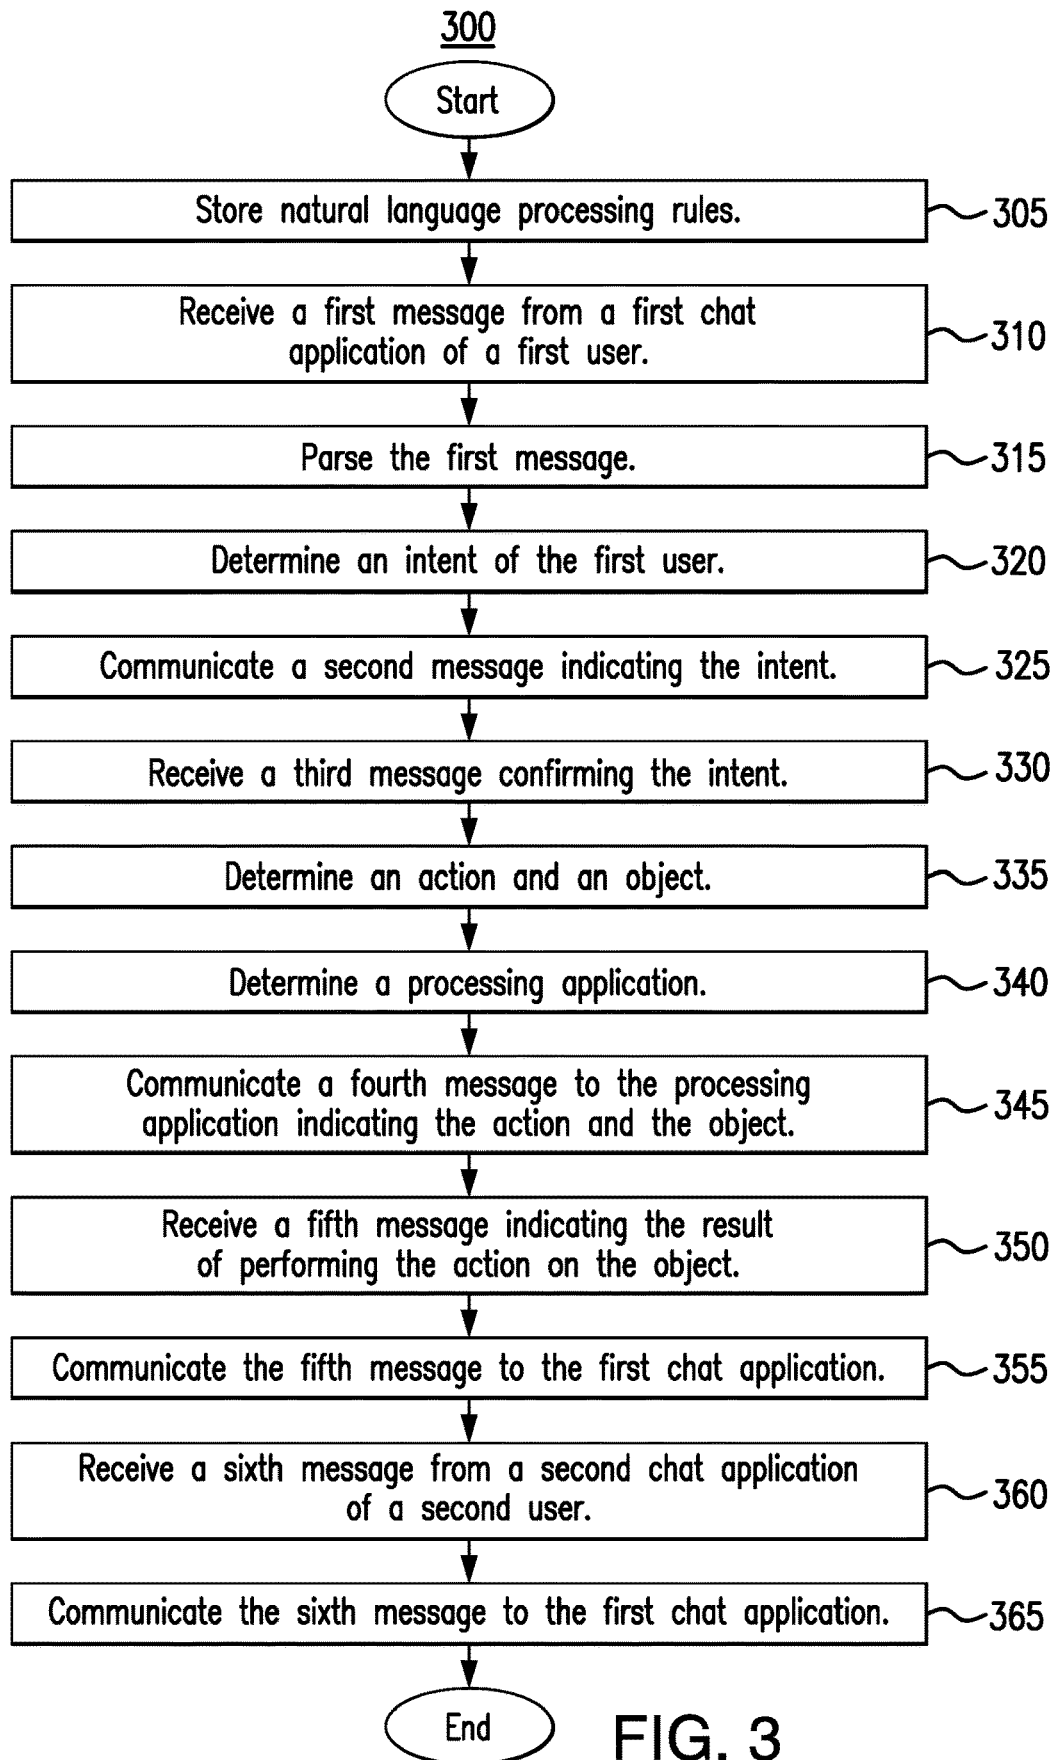 300
Start
Store natural language processing rules.
305
Receive a first message from a first chat
application of a first user.
310
Parse the first message.
315
Determine an intent of the first user.
320
Communicate a second message indicating the intent.
325
Receive a third message confirming the intent.
330
Determine an action and an object.
335
Determine a processing application.
340
Communicate a fourth message to the processing
application indicating the action and the object.
345
Receive a fifth message indicating the result
of performing the action on the object.
350
Communicate the fifth message to the first chat application.
355
Receive a sixth message from a second chat application
of a second user.
360
Communicate the sixth message to the first chat application.
365
End
FIG. 3